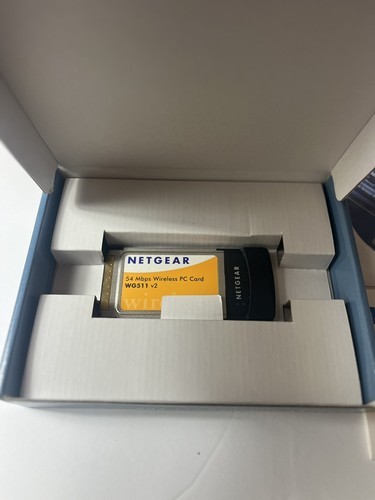 NETGEAR
54 Mbps Wireless PC Card
WG511 v2
NETGEAR